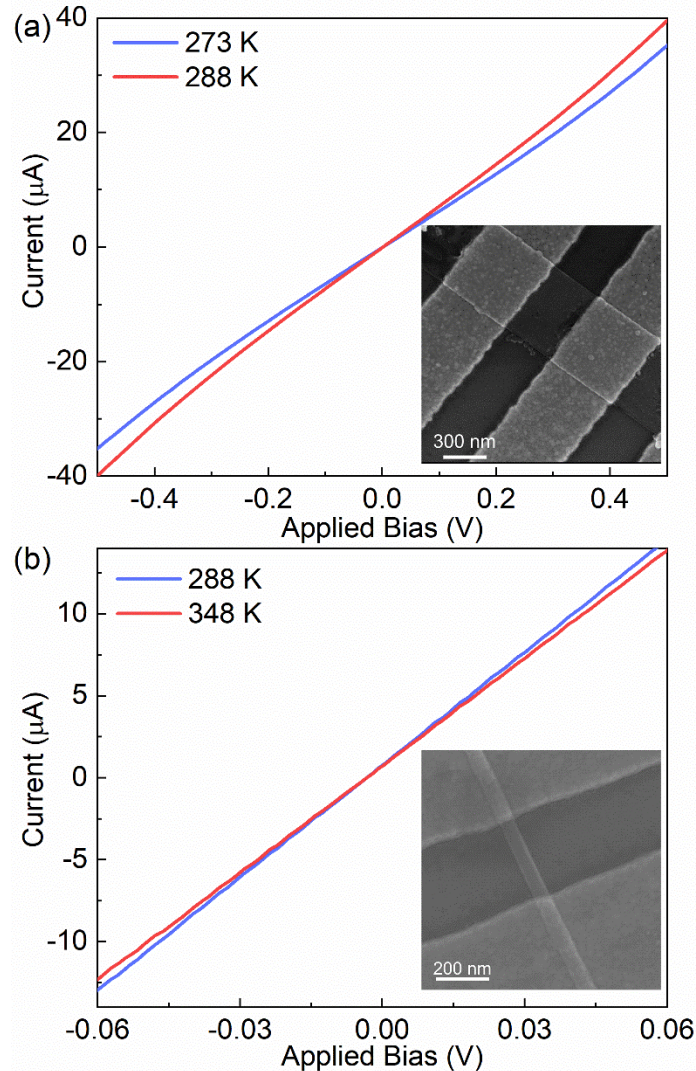 (a)
40
273 K
288 K
20
Current (µA)
0
-20
300 nm
-40
-0.4 -0.2 0.0 0.2 0.4
Applied Bias (V)
(b)
288 K
348 K
10
5
Current (µA)
0
-5
-10
200 nm
-0.06 -0.03 0.00 0.03 0.06
Applied Bias (V)